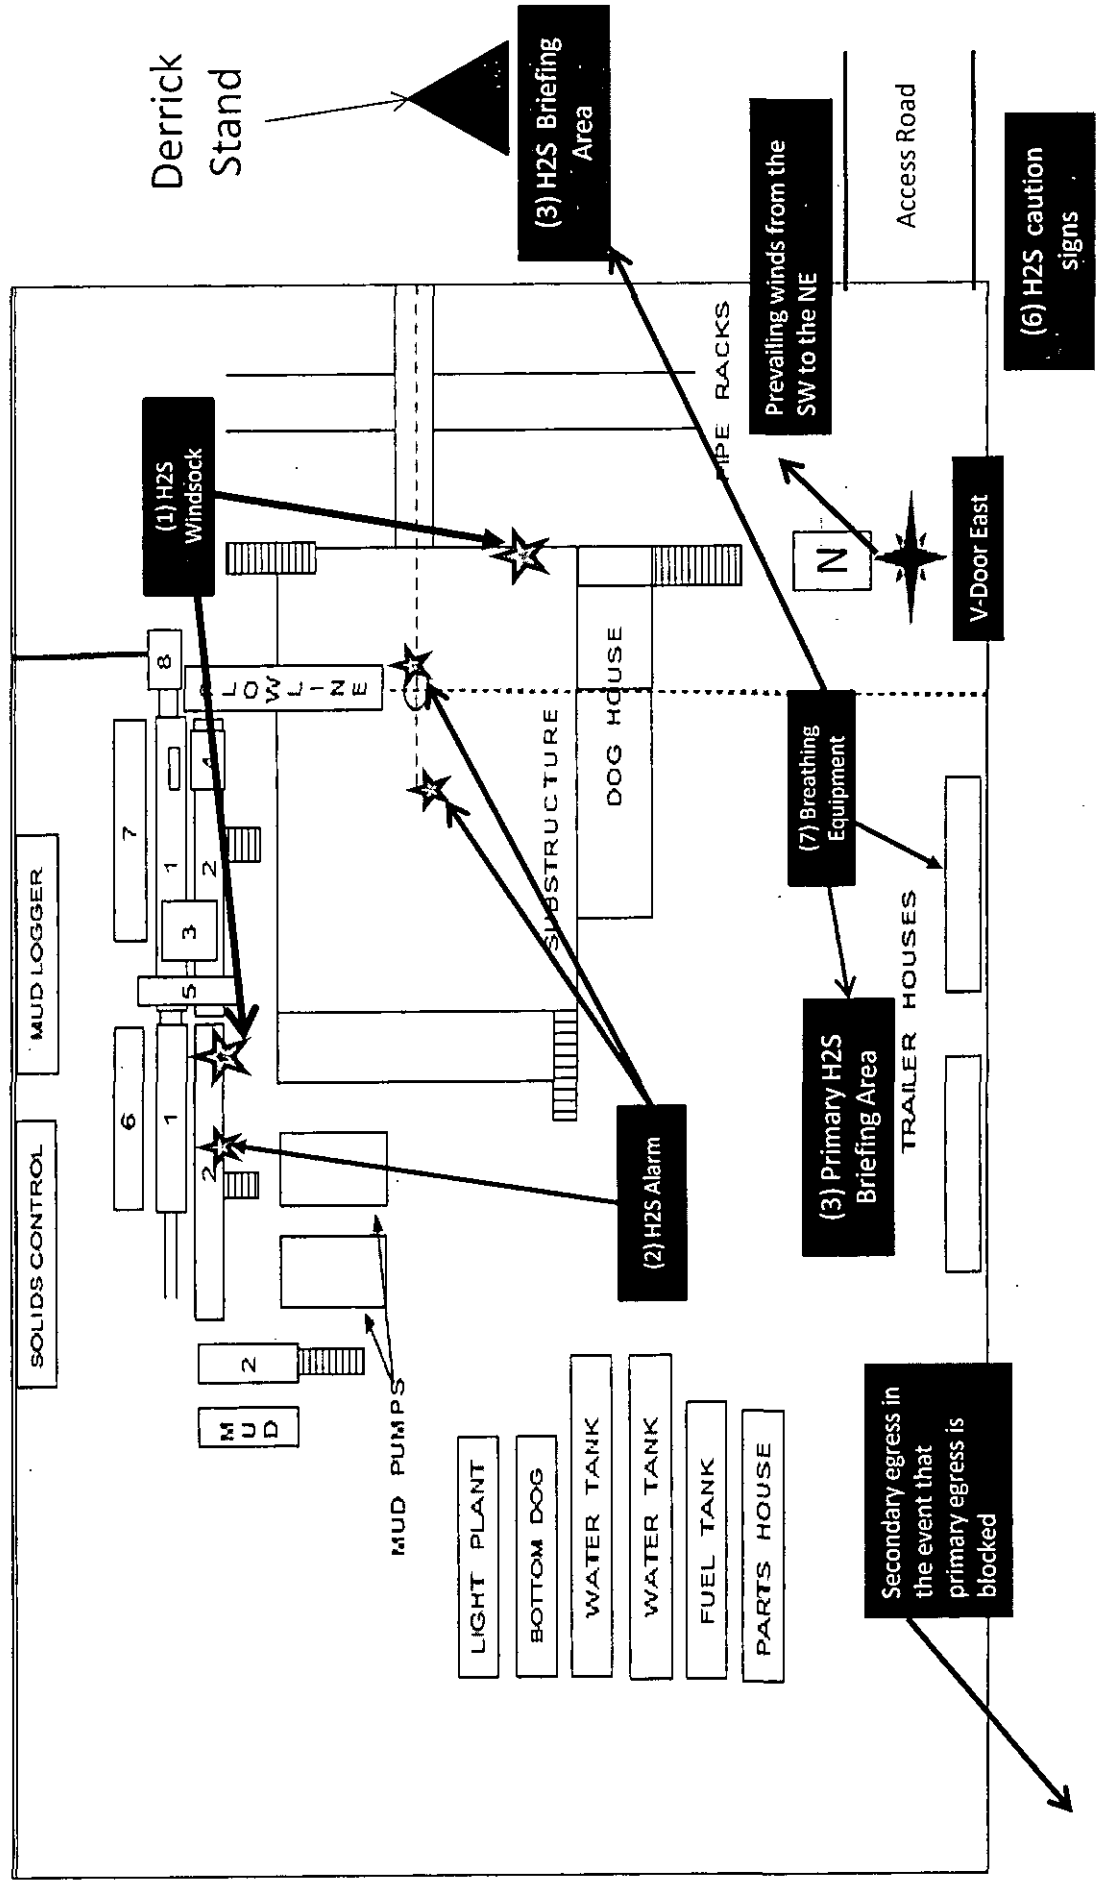 SOLIDS CONTROL
MUD LOGGER
6
7
1
1
8
(1) H2S
Windsock
Derrick
Stand
5
3
2
2
4
MUD
2
FLOW LINE
MUD PUMPS
LIGHT PLANT
BOTTOM DOG
WATER TANK
WATER TANK
FUEL TANK
PARTS HOUSE
SUBSTRUCTURE
DOG HOUSE
(3) H2S Briefing
Area
(2) H2S Alarm
PIPE RACKS
Prevailing winds from the
SW to the NE
(7) Breathing
Equipment
N
(3) Primary H2S
Briefing Area
TRAILER HOUSES
Access Road
Secondary egress in
the event that
primary egress is
blocked
V-Door East
(6) H2S caution
signs